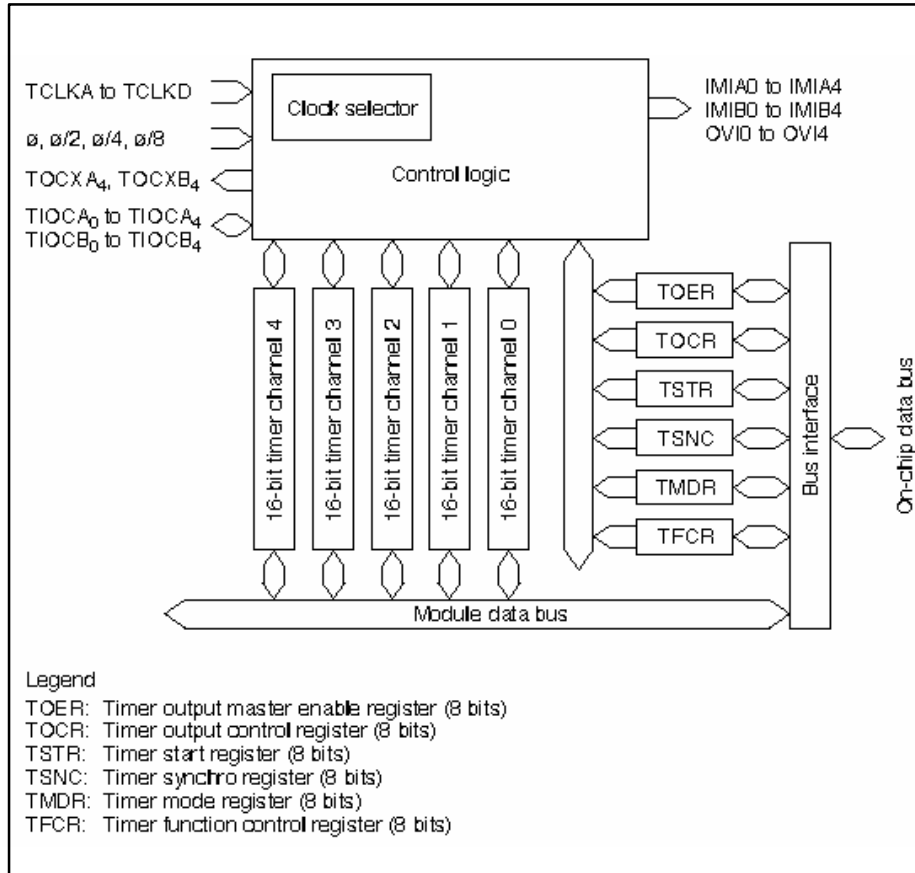 TCLKA to TCLKD
ø, ø/2, ø/4, ø/8
TOCXA₄, TOCXB₄
TIOCA₀ to TIOCA₄
TIOCB₀ to TIOCB₄
Clock selector
Control logic
IMIA0 to IMIA4
IMIB0 to IMIB4
OVI0 to OVI4
16-bit timer channel 4
16-bit timer channel 3
16-bit timer channel 2
16-bit timer channel 1
16-bit timer channel 0
TOER
TOCR
TSTR
TSNC
TMDR
TFCR
Bus interface
On-chip data bus
Module data bus
Legend
TOER: Timer output master enable register (8 bits)
TOCR: Timer output control register (8 bits)
TSTR: Timer start register (8 bits)
TSNC: Timer synchro register (8 bits)
TMDR: Timer mode register (8 bits)
TFCR: Timer function control register (8 bits)